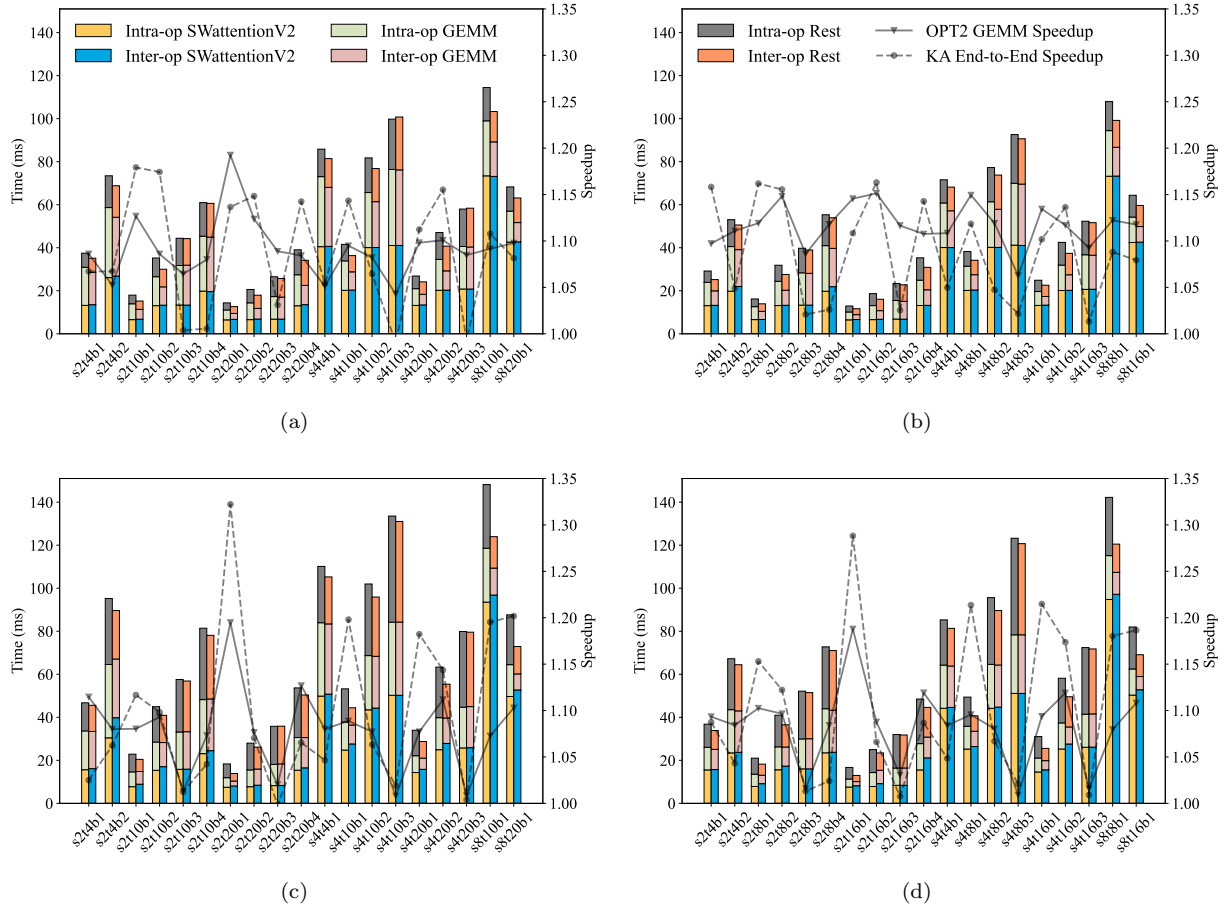 Intra-op SWattentionV2
Inter-op SWattentionV2
Intra-op GEMM
Inter-op GEMM
Time (ms)
0
20
40
60
80
100
120
140
Speedup
1.00
1.05
1.10
1.15
1.20
1.25
1.30
1.35
s2t4b1
s2t4b2
s2t10b1
s2t10b2
s2t10b3
s2t10b4
s2t20b1
s2t20b2
s2t20b3
s2t20b4
s4t4b1
s4t10b1
s4t10b2
s4t10b3
s4t20b1
s4t20b2
s4t20b3
s8t10b1
s8t20b1
(a)
Intra-op Rest
Inter-op Rest
OPT2 GEMM Speedup
KA End-to-End Speedup
Time (ms)
0
20
40
60
80
100
120
140
Speedup
1.00
1.05
1.10
1.15
1.20
1.25
1.30
1.35
s2t4b1
s2t4b2
s2t8b1
s2t8b2
s2t8b3
s2t8b4
s2t16b1
s2t16b2
s2t16b3
s2t16b4
s4t4b1
s4t8b1
s4t8b2
s4t8b3
s4t16b1
s4t16b2
s4t16b3
s8t8b1
s8t16b1
(b)
Time (ms)
0
20
40
60
80
100
120
140
Speedup
1.00
1.05
1.10
1.15
1.20
1.25
1.30
1.35
s2t4b1
s2t4b2
s2t10b1
s2t10b2
s2t10b3
s2t10b4
s2t20b1
s2t20b2
s2t20b3
s2t20b4
s4t4b1
s4t10b1
s4t10b2
s4t10b3
s4t20b1
s4t20b2
s4t20b3
s8t10b1
s8t20b1
(c)
Time (ms)
0
20
40
60
80
100
120
140
Speedup
1.00
1.05
1.10
1.15
1.20
1.25
1.30
1.35
s2t4b1
s2t4b2
s2t8b1
s2t8b2
s2t8b3
s2t8b4
s2t16b1
s2t16b2
s2t16b3
s2t16b4
s4t4b1
s4t8b1
s4t8b2
s4t8b3
s4t16b1
s4t16b2
s4t16b3
s8t8b1
s8t16b1
(d)